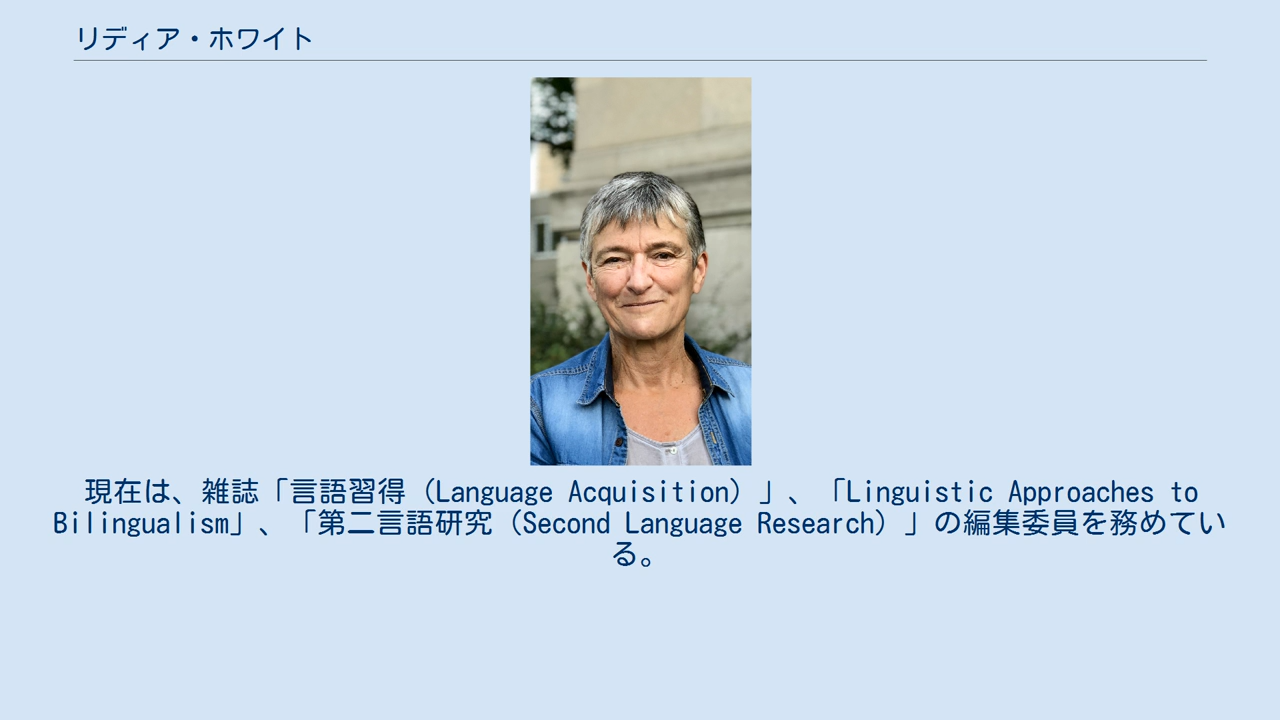 リディア・ホワイト
現在は、雑誌「言語習得（Language Acquisition）」、「Linguistic Approaches to
Bilingualism」、「第二言語研究（Second Language Research）」の編集委員を務めてい
る。